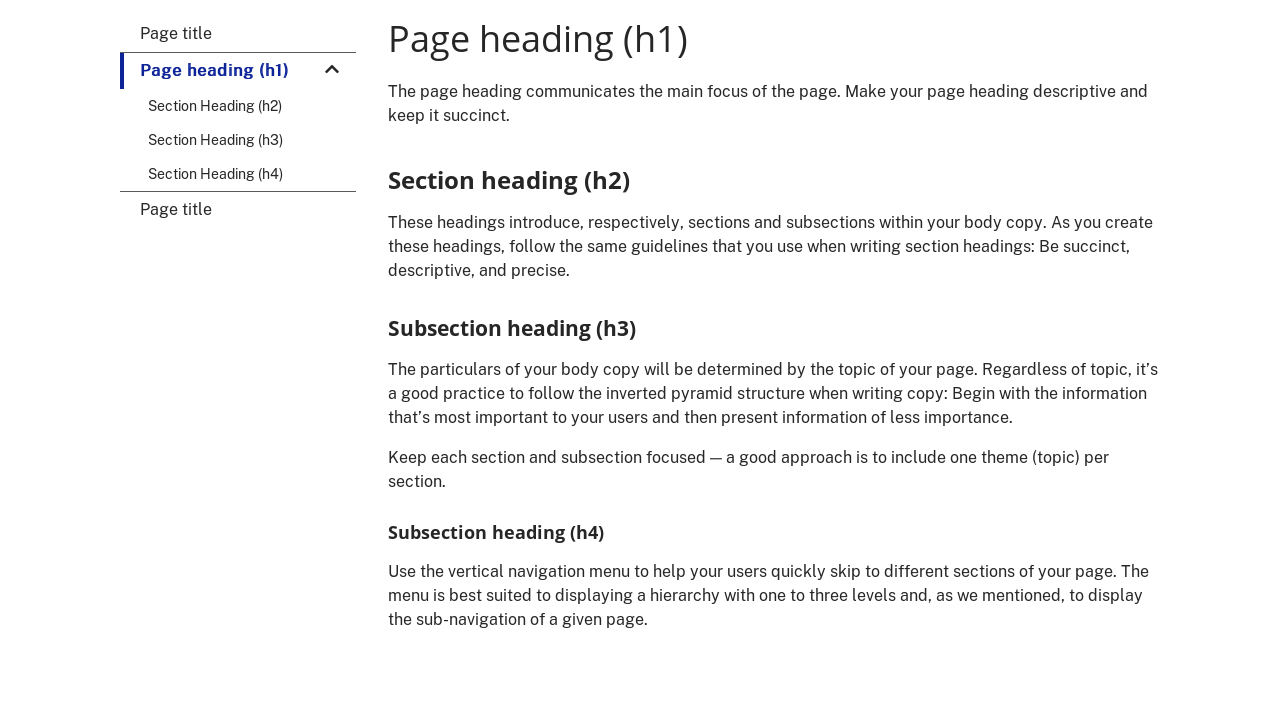 Page title
Page heading (h1)
Section Heading (h2)
Section Heading (h3)
Section Heading (h4)
Page title
Page heading (h1)
The page heading communicates the main focus of the page. Make your page heading descriptive and
keep it succinct.
Section heading (h2)
These headings introduce, respectively, sections and subsections within your body copy. As you create
these headings, follow the same guidelines that you use when writing section headings: Be succinct,
descriptive, and precise.
Subsection heading (h3)
The particulars of your body copy will be determined by the topic of your page. Regardless of topic, it’s
a good practice to follow the inverted pyramid structure when writing copy: Begin with the information
that’s most important to your users and then present information of less importance.
Keep each section and subsection focused — a good approach is to include one theme (topic) per
section.
Subsection heading (h4)
Use the vertical navigation menu to help your users quickly skip to different sections of your page. The
menu is best suited to displaying a hierarchy with one to three levels and, as we mentioned, to display
the sub-navigation of a given page.